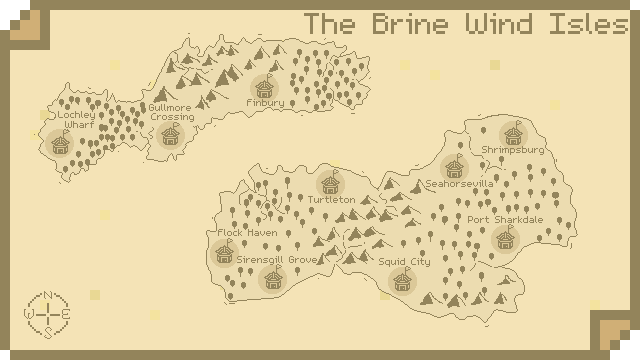 The Brine Wind Isles
Finbury
Gullmore
Crossing
Lochley
Wharf
Shrimpsburg
Seahorsevilla
Turtleton
Port Sharkdale
Flock Haven
Sirensgill Grove
Squid City
N
W
E
S